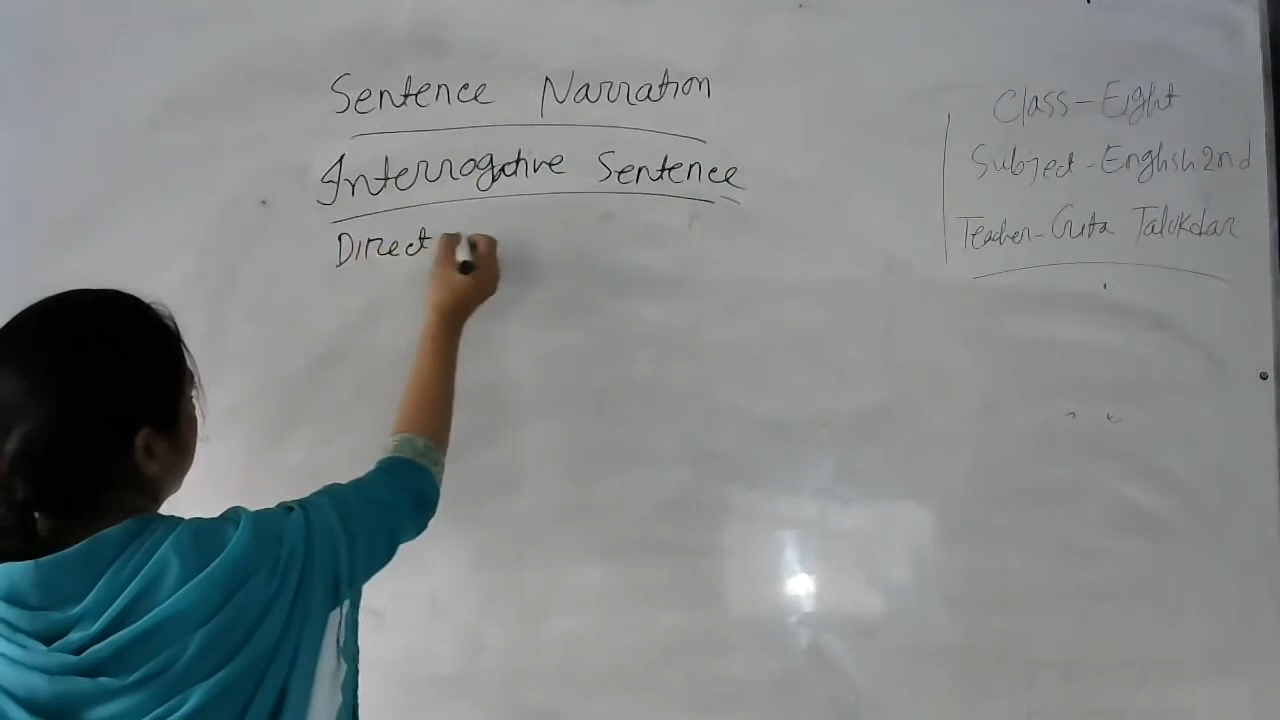 Sentence Narration
Interrogative Sentence
Direct
Class-Eight
Subject-English 2nd
Teacher-Gita Talukdar